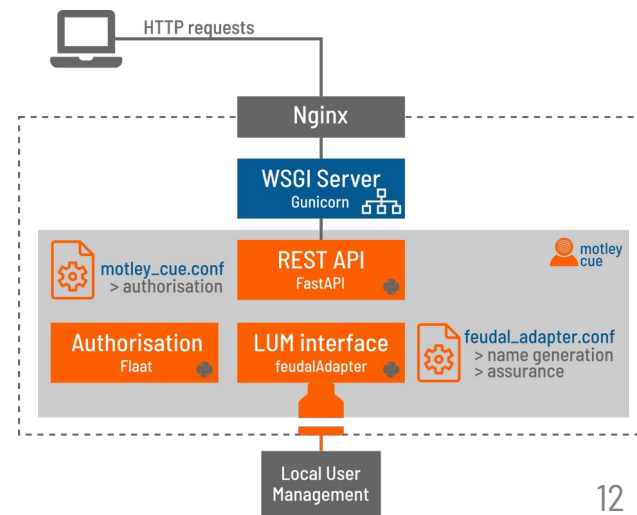 HTTP requests
Nginx
WSGI Server
Gunicorn
motley_cue.conf
> authorisation
REST API
FastAPI
motley
cue
Authorisation
Flaat
LUM interface
feudalAdapter
feudal_adapter.conf
> name generation
> assurance
Local User
Management
12